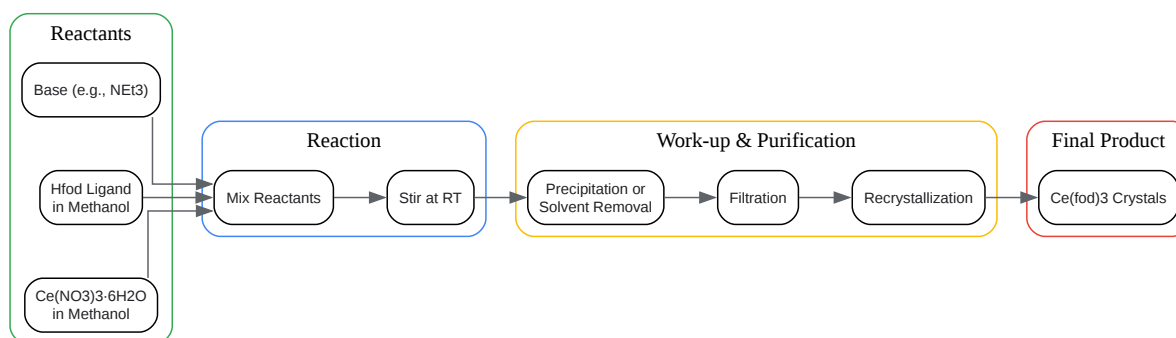 Reactants
Base (e.g., NEt3)
Hfod Ligand
in Methanol
Ce(NO3)3·6H2O
in Methanol
Reaction
Mix Reactants
Stir at RT
Work-up & Purification
Precipitation or
Solvent Removal
Filtration
Recrystallization
Final Product
Ce(fod)3 Crystals